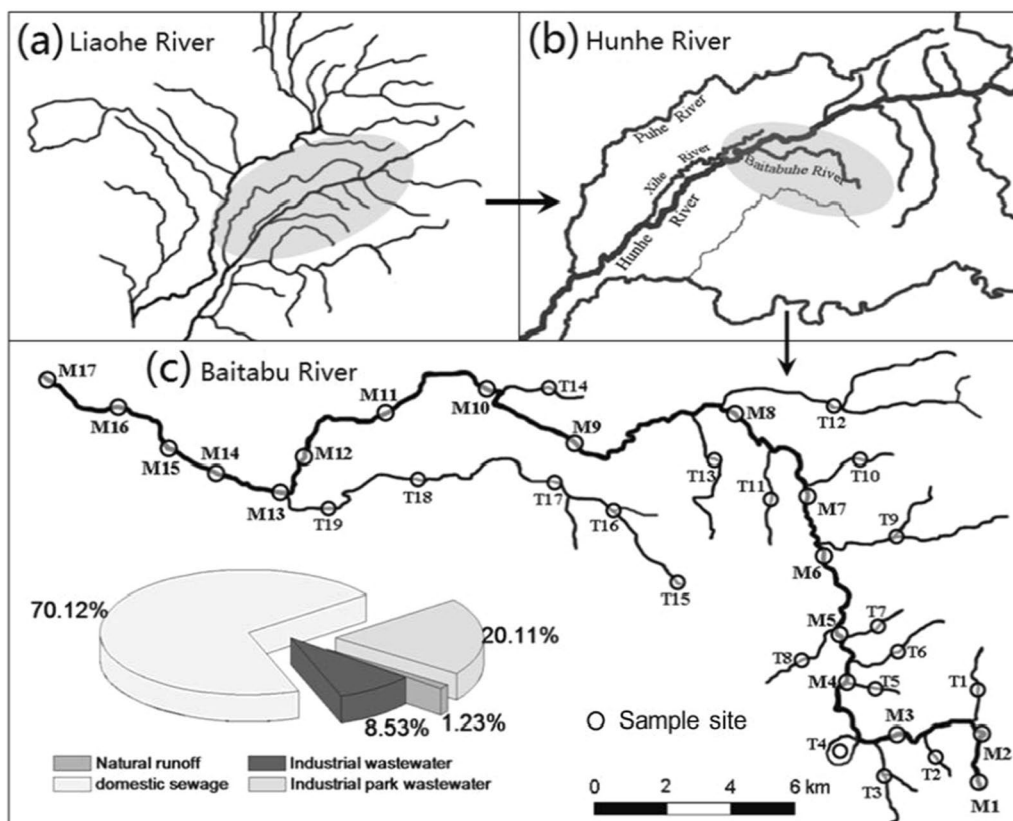 (a) Liaohe River
(b) Hunhe River
Puhe River
Xihe River
Baitabuhe River
Hunhe River
(c) Baitabu River
M17
M16
M15
M14
M13
M12
M11
M10
T14
M9
M8
T12
T13
T11
T10
M7
T9
M6
T19
T18
T17
T16
T15
M5
T7
T6
T8
M4
T5
T1
M3
M2
T4
T3
T2
M1
70.12%
20.11%
8.53%
1.23%
Natural runoff
Industrial wastewater
domestic sewage
Industrial park wastewater
Sample site
0 2 4 6 km